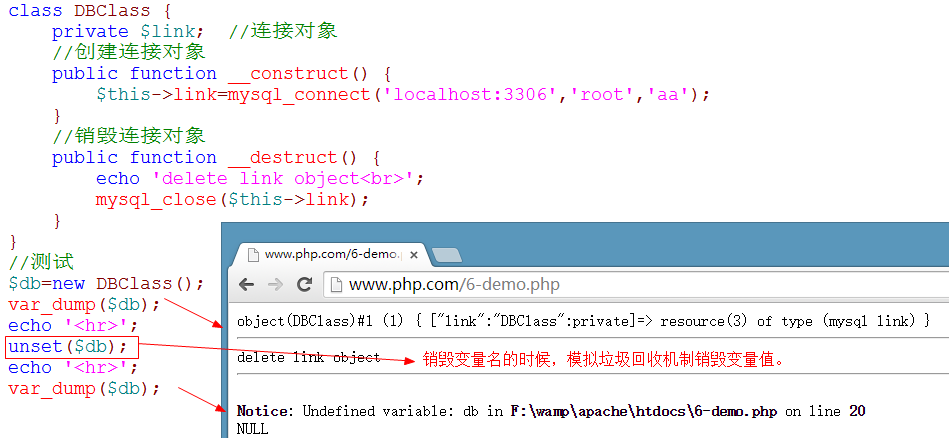 class DBClass {
private $link;  //连接对象
//创建连接对象
public function __construct() {
$this->link=mysql_connect('localhost:3306','root','aa');
}
//销毁连接对象
public function __destruct() {
echo 'delete link object<br>';
mysql_close($this->link);
}
}
//测试
$db=new DBClass();
var_dump($db);
echo '<hr>';
unset($db);
echo '<hr>';
var_dump($db);
www.php.com/6-demo.
www.php.com/6-demo.php
object(DBClass)#1 (1) { ["link":"DBClass":private]=> resource(3) of type (mysql link) }
delete link object
销毁变量名的时候，模拟垃圾回收机制销毁变量值。
Notice: Undefined variable: db in F:\wamp\apache\htdocs\6-demo.php on line 20
NULL